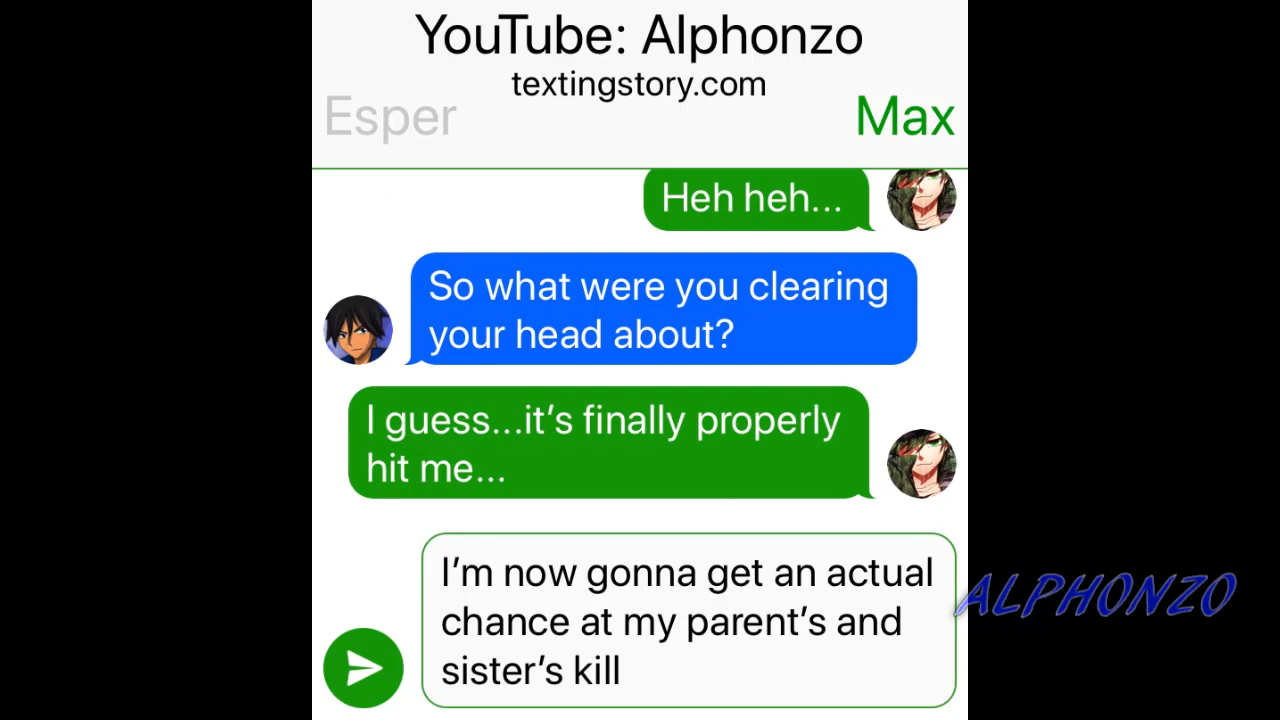 YouTube: Alphonzo
textingstory.com
Esper
Max
Heh heh...
So what were you clearing
your head about?
I guess...it’s finally properly
hit me...
I’m now gonna get an actual
chance at my parent’s and
sister’s kill
ALPHONZO